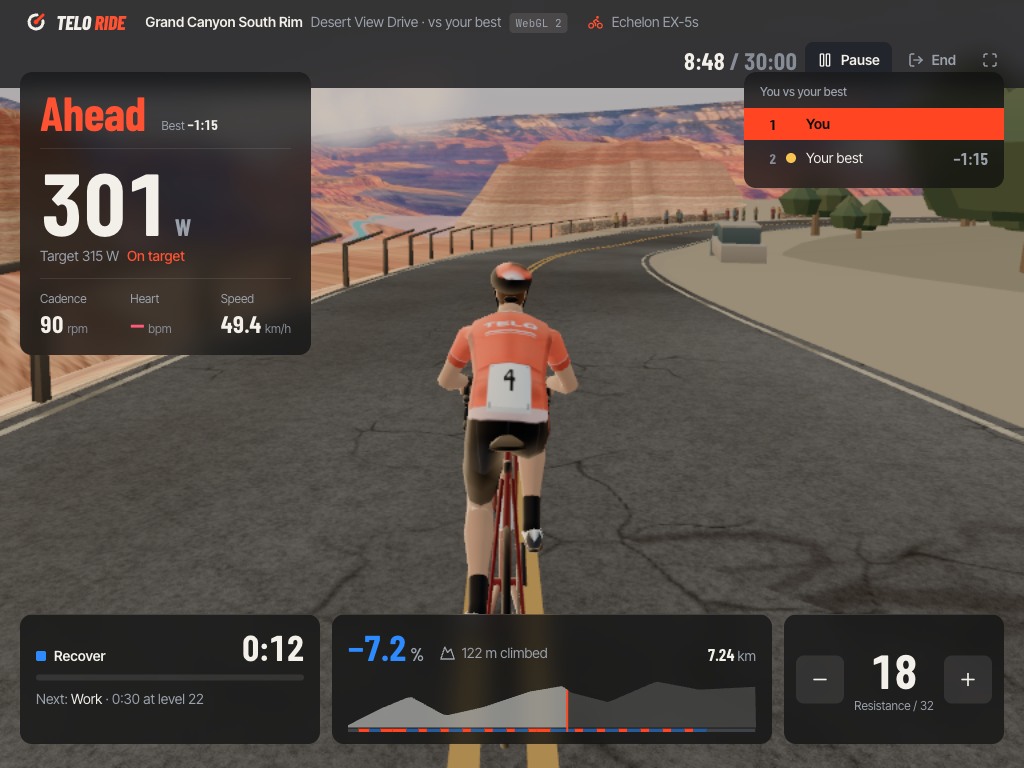 TELO RIDE Grand Canyon South Rim Desert View Drive · vs your best WebGL 2 Echelon EX-5s
8:48 / 30:00 Pause End
Ahead Best −1:15
301 W
Target 315 W On target
Cadence Heart Speed
90 rpm — bpm 49.4 km/h
You vs your best
1 You
2 Your best −1:15
TELO
4
Recover 0:12
Next: Work · 0:30 at level 22
−7.2 % 122 m climbed 7.24 km
− 18 +
Resistance / 32